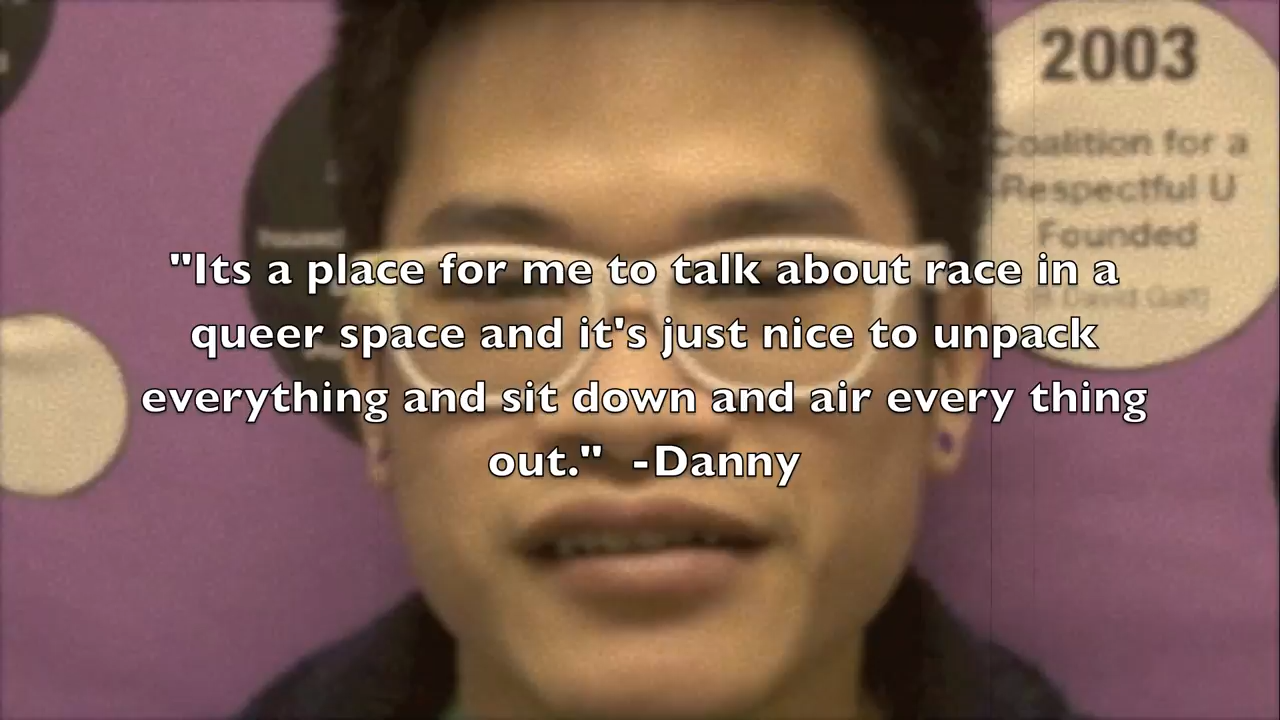 2003
Coalition for a
Respectful U
Founded
"Its a place for me to talk about race in a
queer space and it's just nice to unpack
everything and sit down and air every thing
out." -Danny